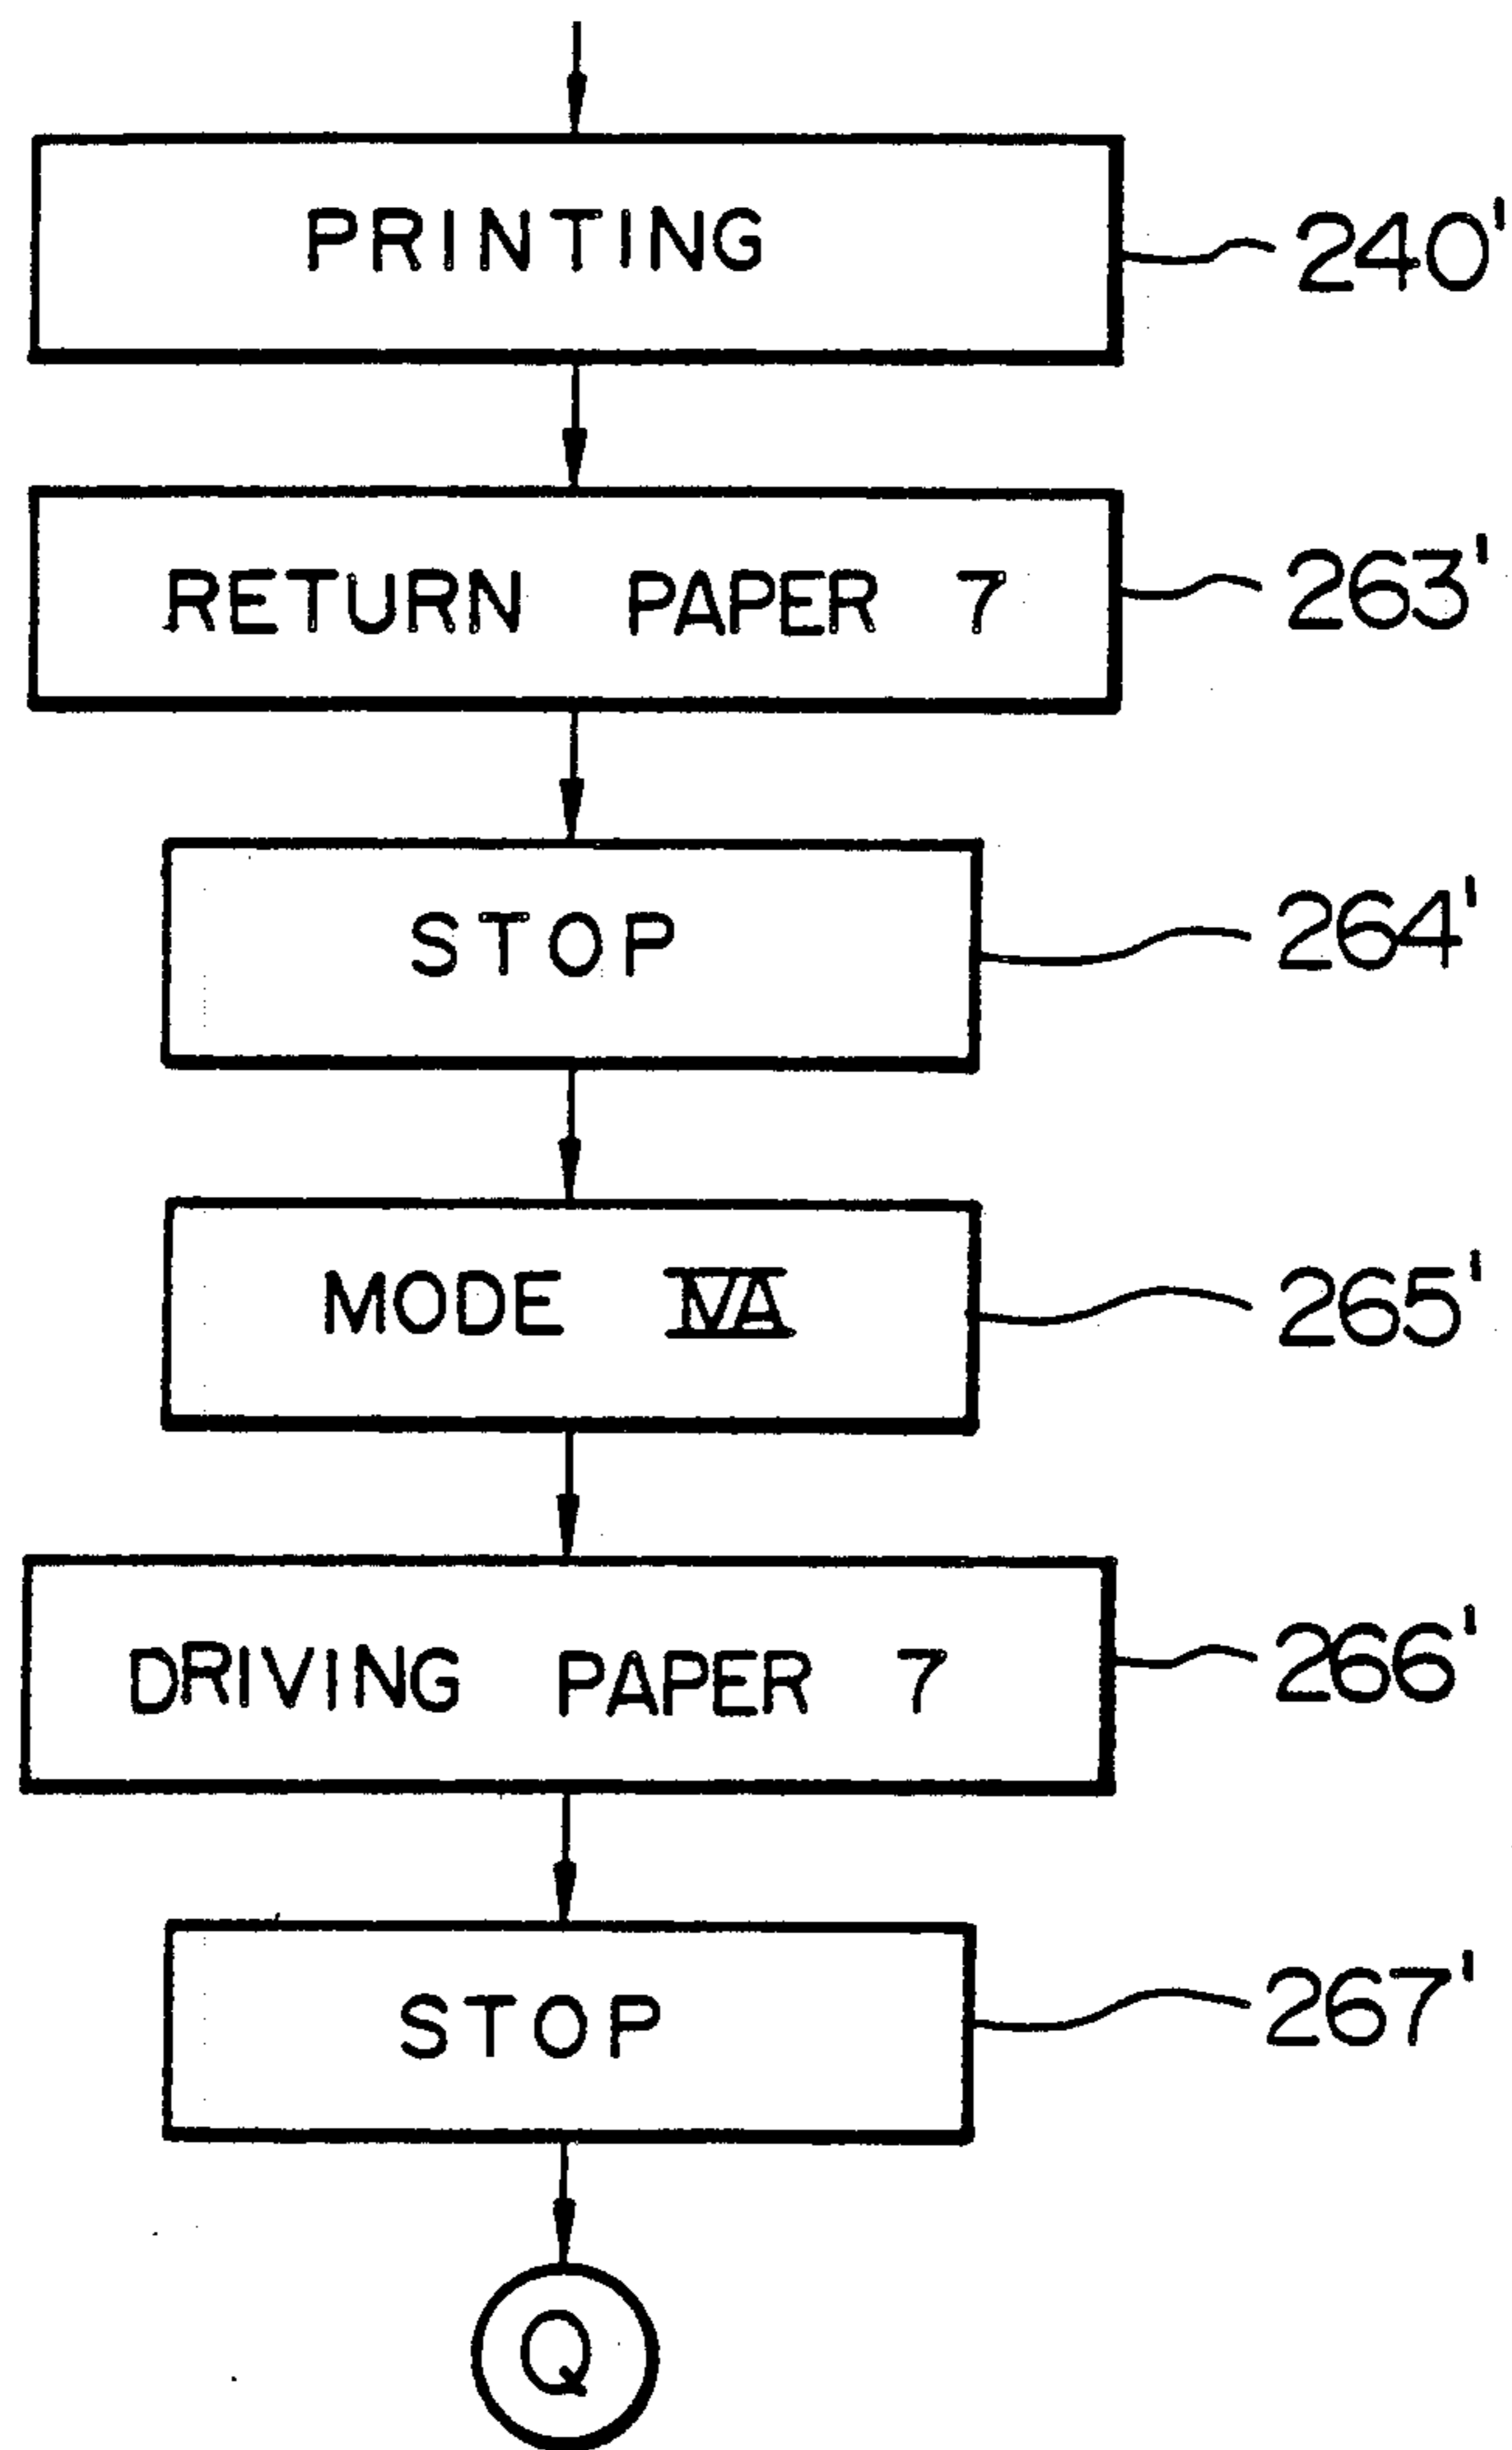 PRINTING 240'
RETURN PAPER 7 263'
STOP 264'
MODE IVA 265'
DRIVING PAPER 7 266'
STOP 267'
Q